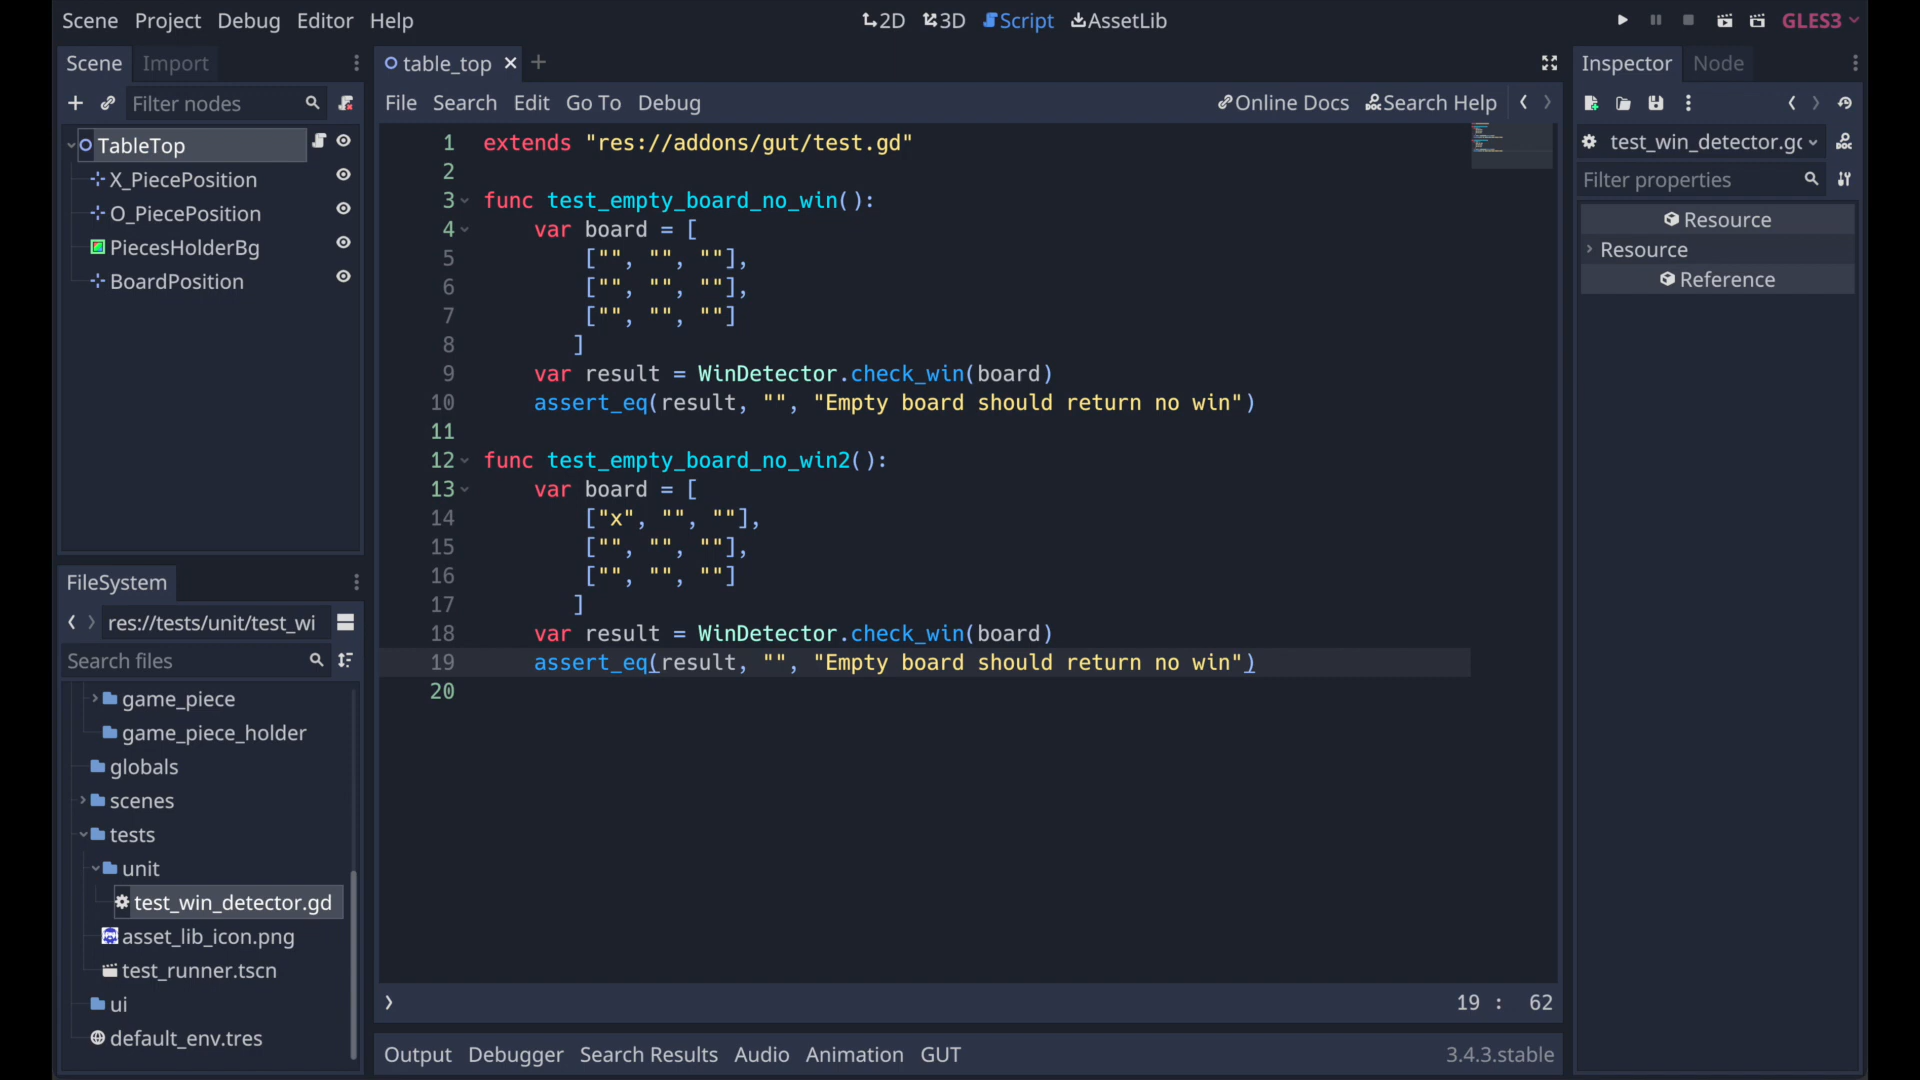 Scene Project Debug Editor Help
2D 3D Script AssetLib
GLES3
Scene Import
Filter nodes
TableTop
X_PiecePosition
O_PiecePosition
PiecesHolderBg
BoardPosition
FileSystem
res://tests/unit/test_wi
Search files
game_piece
game_piece_holder
globals
scenes
tests
unit
test_win_detector.gd
asset_lib_icon.png
test_runner.tscn
ui
default_env.tres
table_top
File Search Edit Go To Debug
Online Docs Search Help
1 extends "res://addons/gut/test.gd"
2
3 func test_empty_board_no_win():
4 var board = [
5 ["", "", ""],
6 ["", "", ""],
7 ["", "", ""]
8 ]
9 var result = WinDetector.check_win(board)
10 assert_eq(result, "", "Empty board should return no win")
11
12 func test_empty_board_no_win2():
13 var board = [
14 ["x", "", ""],
15 ["", "", ""],
16 ["", "", ""]
17 ]
18 var result = WinDetector.check_win(board)
19 assert_eq(result, "", "Empty board should return no win")
20
19 : 62
Output Debugger Search Results Audio Animation GUT
3.4.3.stable
Inspector Node
test_win_detector.gc
Filter properties
Resource
Resource
Reference